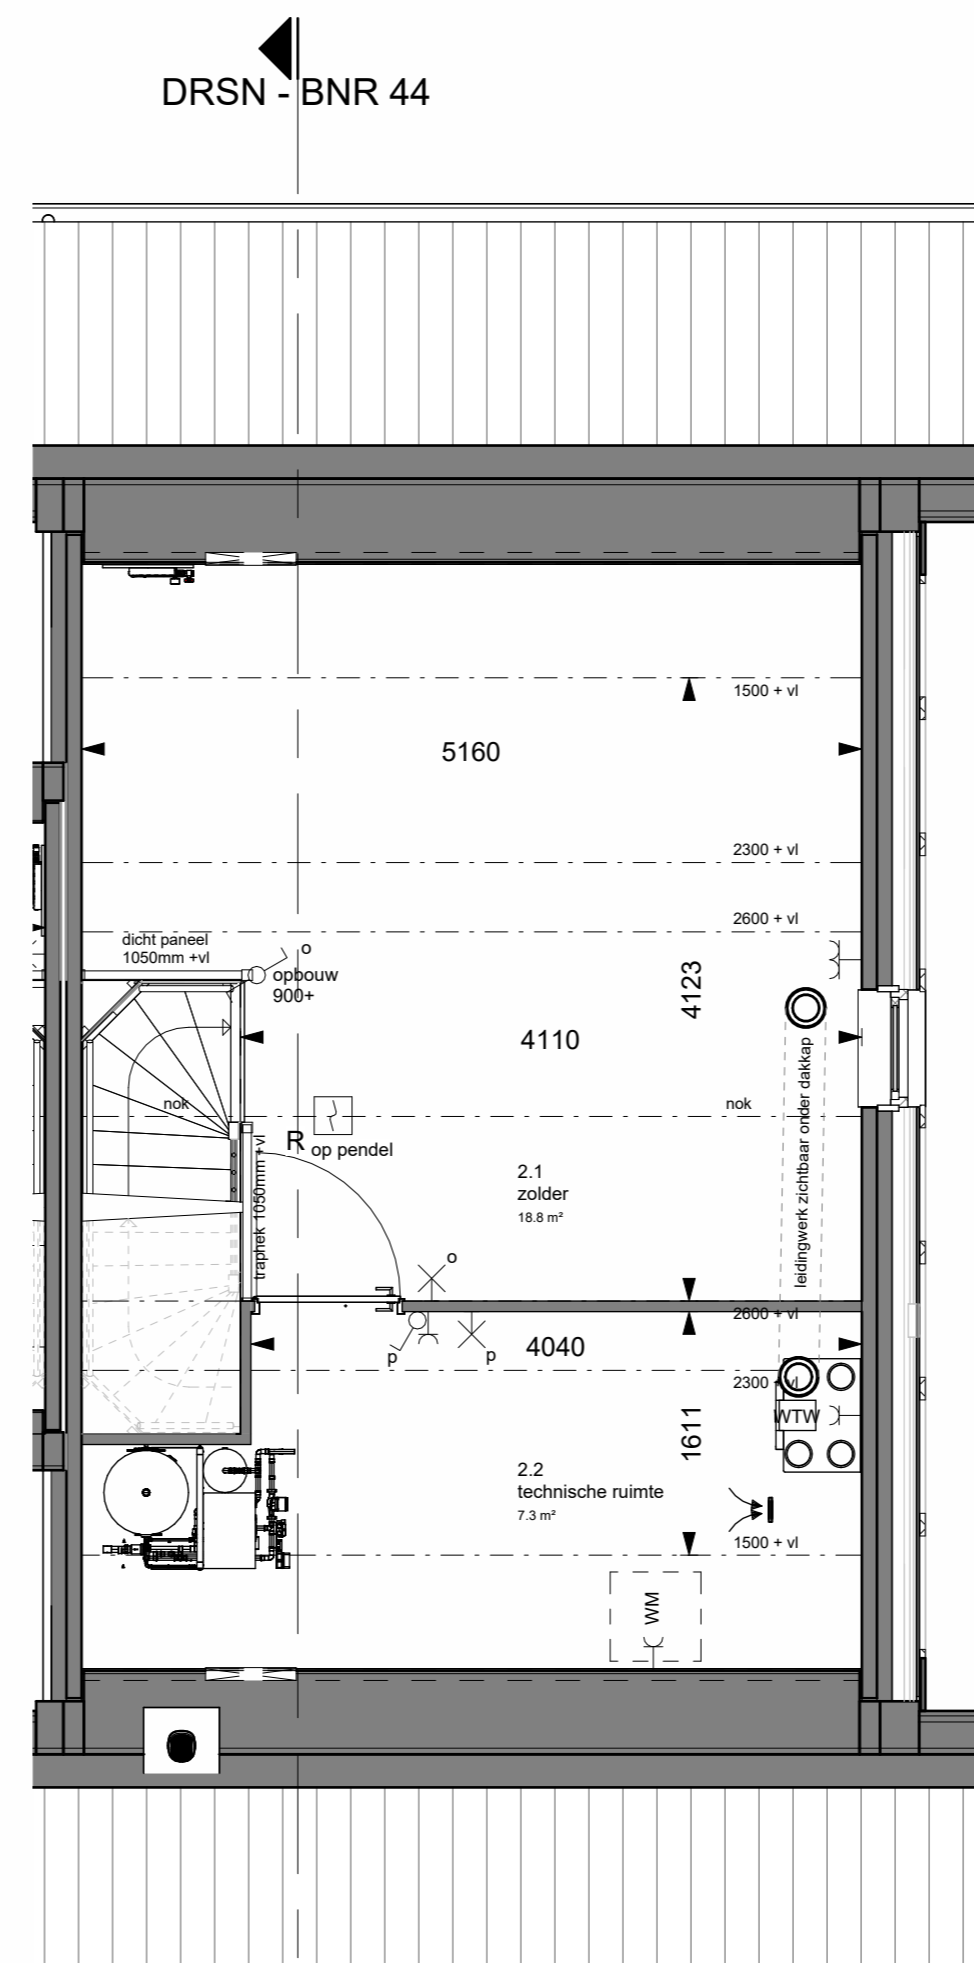 DRSN - BNR 44
1500 + vl
5160
2300 + vl
2600 + vl
dicht paneel
1050mm +vl
o
opbouw
900+
4123
4110
leidingwerk zichtbaar onder dakkap
nok
nok
R op pendel
traphek 1050mm +vl
2.1
zolder
18.8 m²
o
2600 + vl
p
p
4040
2300 + vl
WTW
1611
2.2
technische ruimte
7.3 m²
1500 + vl
WM